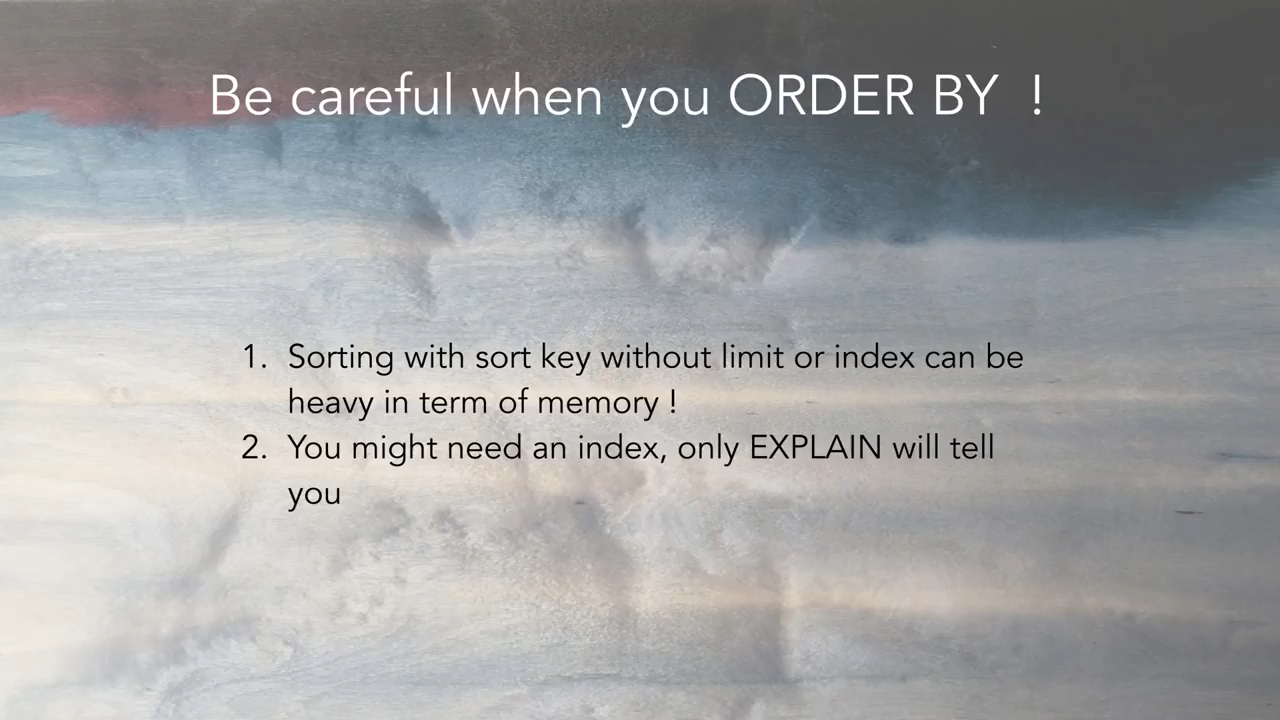 Be careful when you ORDER BY  !
1. Sorting with sort key without limit or index can be
heavy in term of memory !
2. You might need an index, only EXPLAIN will tell
you